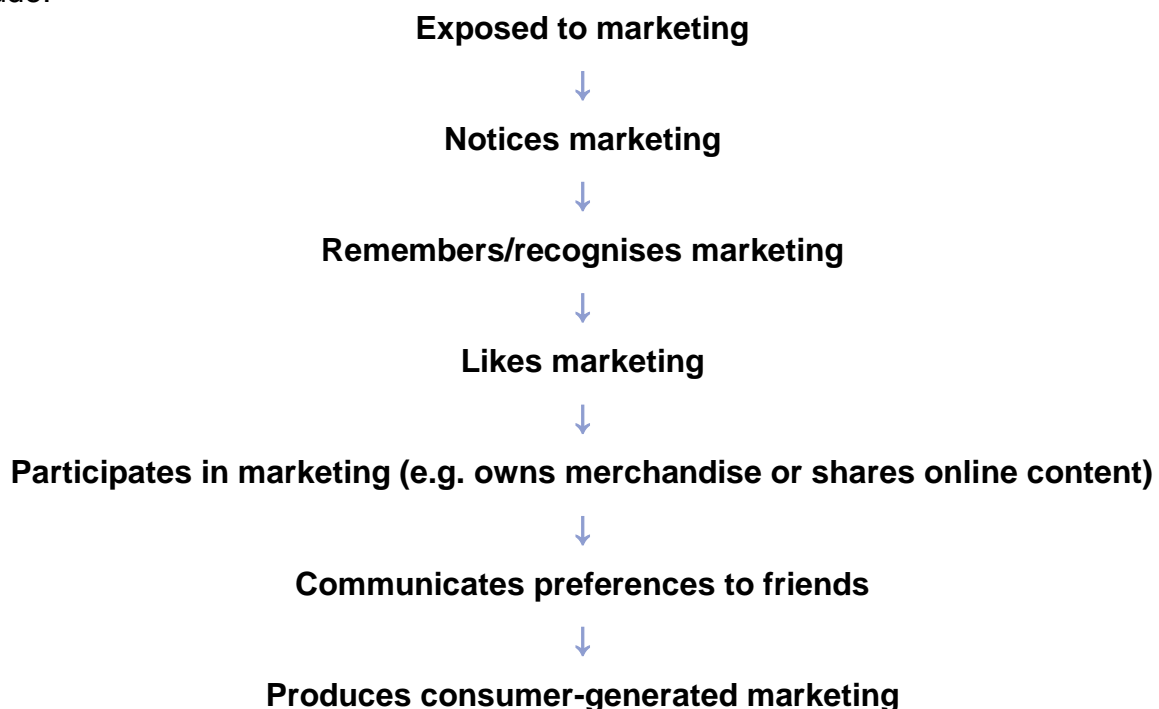 Exposed to marketing
↓
Notices marketing
↓
Remembers/recognises marketing
↓
Likes marketing
↓
Participates in marketing (e.g. owns merchandise or shares online content)
↓
Communicates preferences to friends
↓
Produces consumer-generated marketing